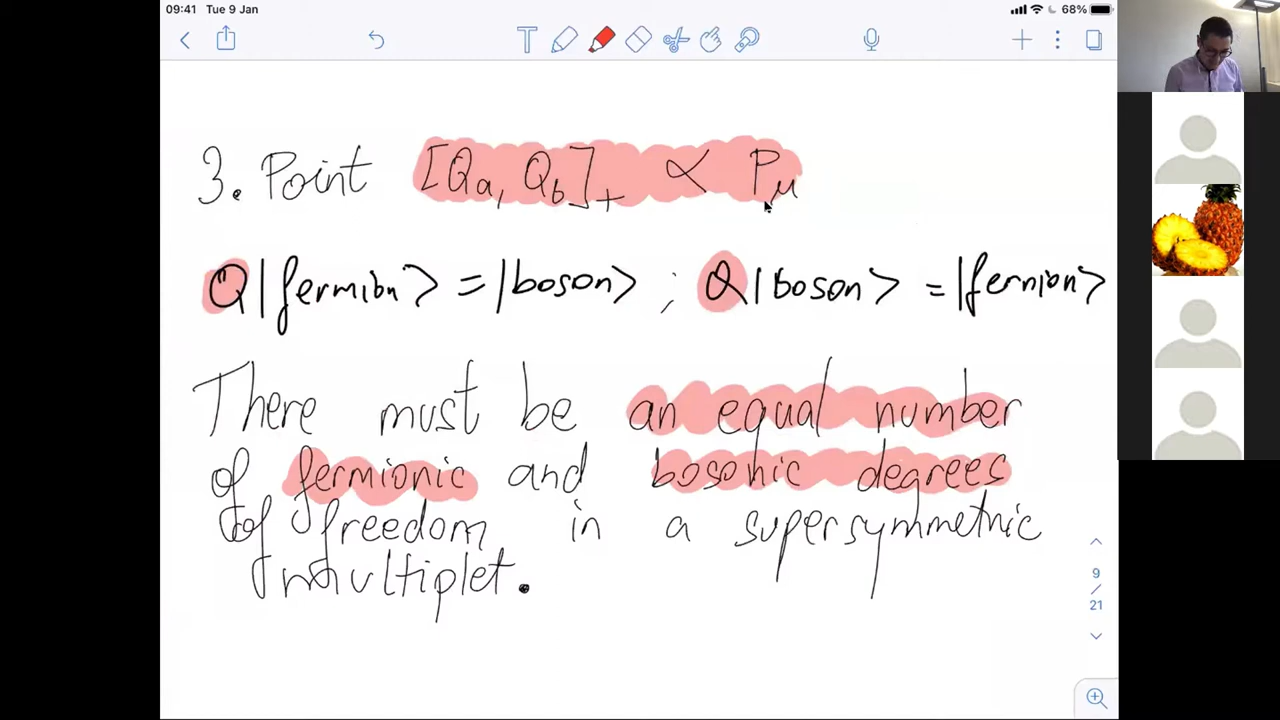 09:41 Tue 9 Jan
68%
3. Point [Qa, Qb]+ ∝ Pμ
Q|fermion> = |boson> ; Q|boson> = |fermion>
There must be an equal number
of fermionic and bosonic degrees
of freedom in a supersymmetric
multiplet.
9
/
21